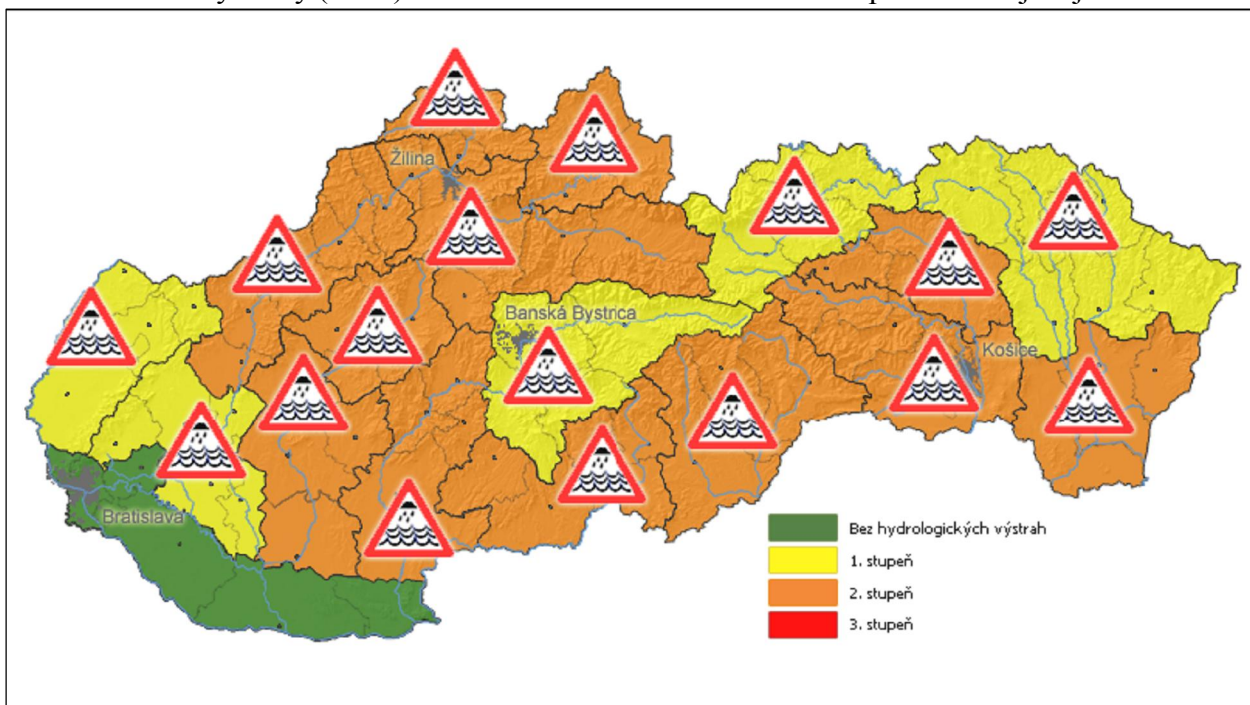 Žilina
Banská Bystrica
Košice
Bratislava
Bez hydrologických výstrah
1. stupeň
2. stupeň
3. stupeň